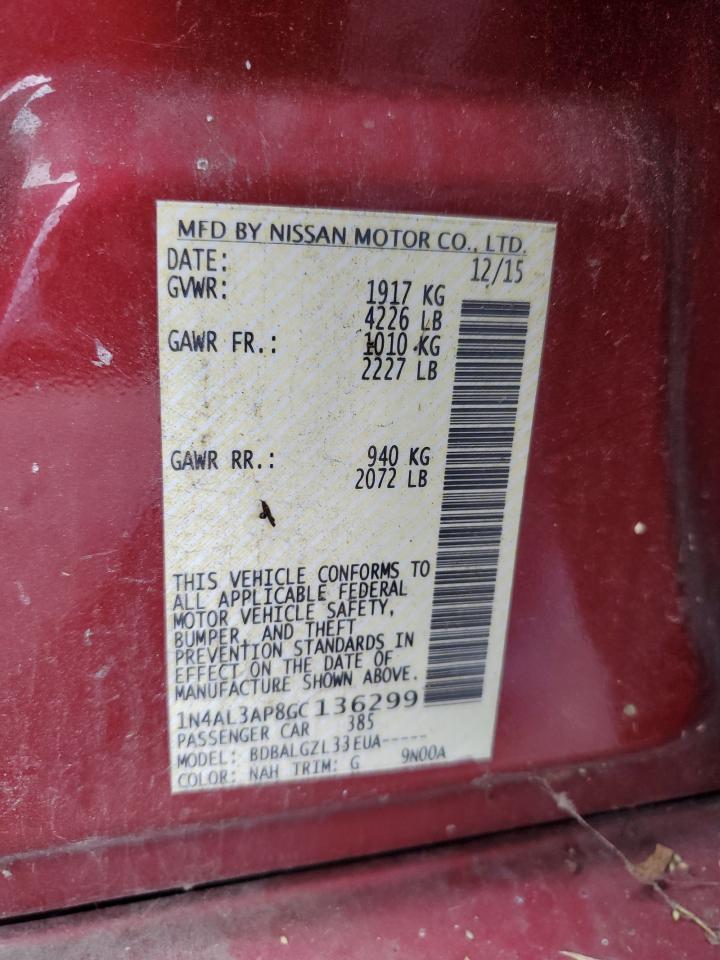 MFD BY NISSAN MOTOR CO., LTD.
DATE: 12/15
GVWR: 1917 KG
4226 LB
GAWR FR.: 1010 KG
2227 LB
GAWR RR.: 940 KG
2072 LB
THIS VEHICLE CONFORMS TO
ALL APPLICABLE FEDERAL
MOTOR VEHICLE SAFETY,
BUMPER, AND THEFT
PREVENTION STANDARDS IN
EFFECT ON THE DATE OF
MANUFACTURE SHOWN ABOVE.
1N4AL3AP8GC136299
PASSENGER CAR 385
MODEL: BDBALGZL33EUA-----
COLOR: NAH TRIM: G 9N00A